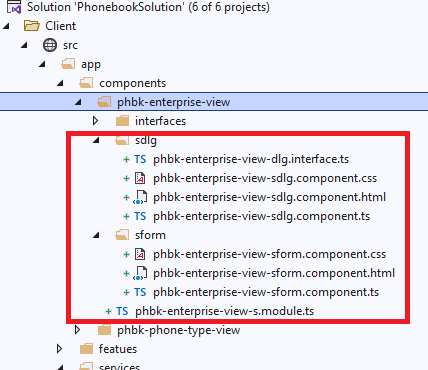 Solution 'PhonebookSolution' (6 of 6 projects)
Client
src
app
components
phbk-enterprise-view
interfaces
sdlg
TS phbk-enterprise-view-dlg.interface.ts
phbk-enterprise-view-sdlg.component.css
phbk-enterprise-view-sdlg.component.html
TS phbk-enterprise-view-sdlg.component.ts
sform
phbk-enterprise-view-sform.component.css
phbk-enterprise-view-sform.component.html
TS phbk-enterprise-view-sform.component.ts
TS phbk-enterprise-view-s.module.ts
phbk-phone-type-view
featues
services